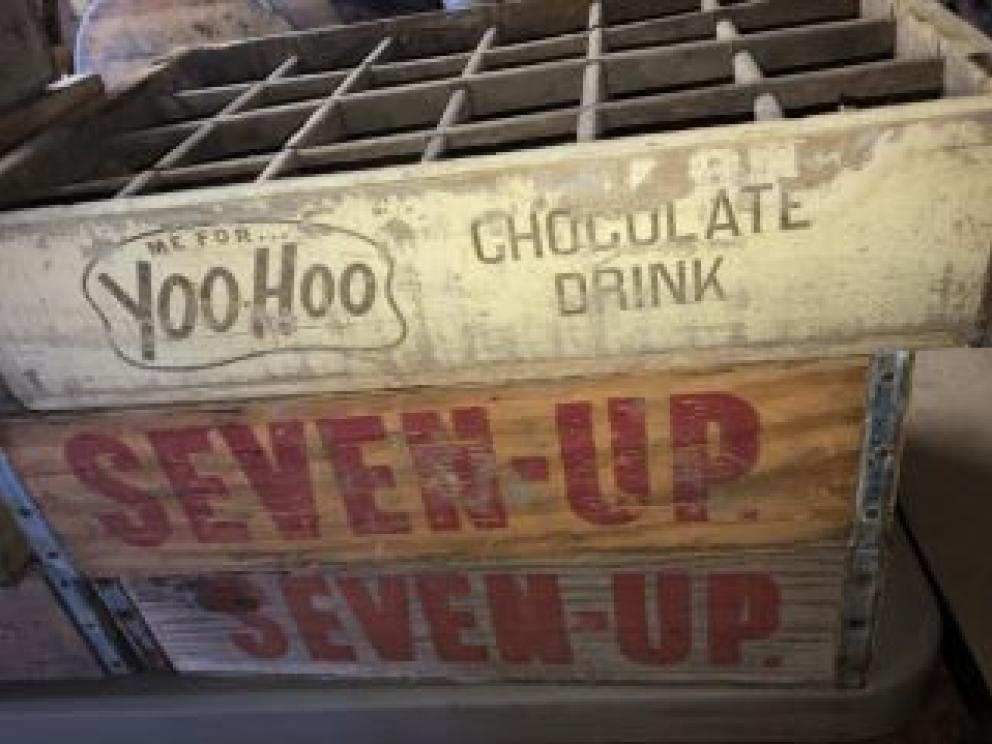 ME FOR...
YOO-HOO
CHOCOLATE
DRINK
SEVEN-UP.
SEVEN-UP.